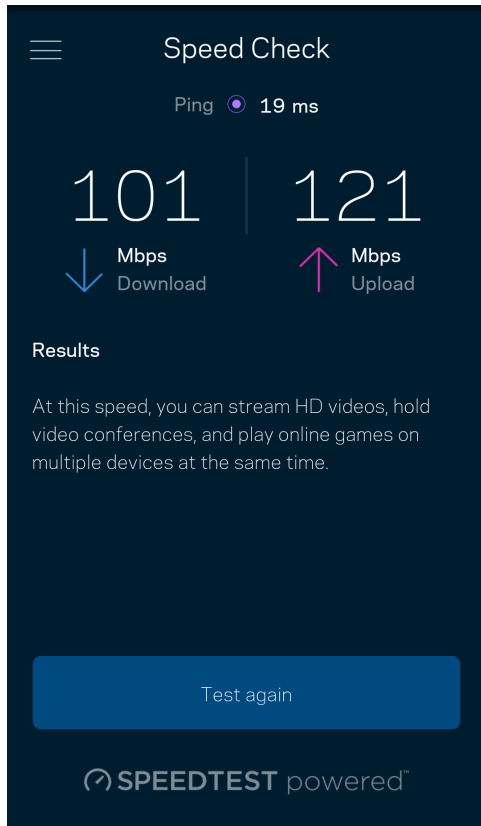 Speed Check
Ping 19 ms
101 121
Mbps Mbps
Download Upload
Results
At this speed, you can stream HD videos, hold
video conferences, and play online games on
multiple devices at the same time.
Test again
SPEEDTEST powered™